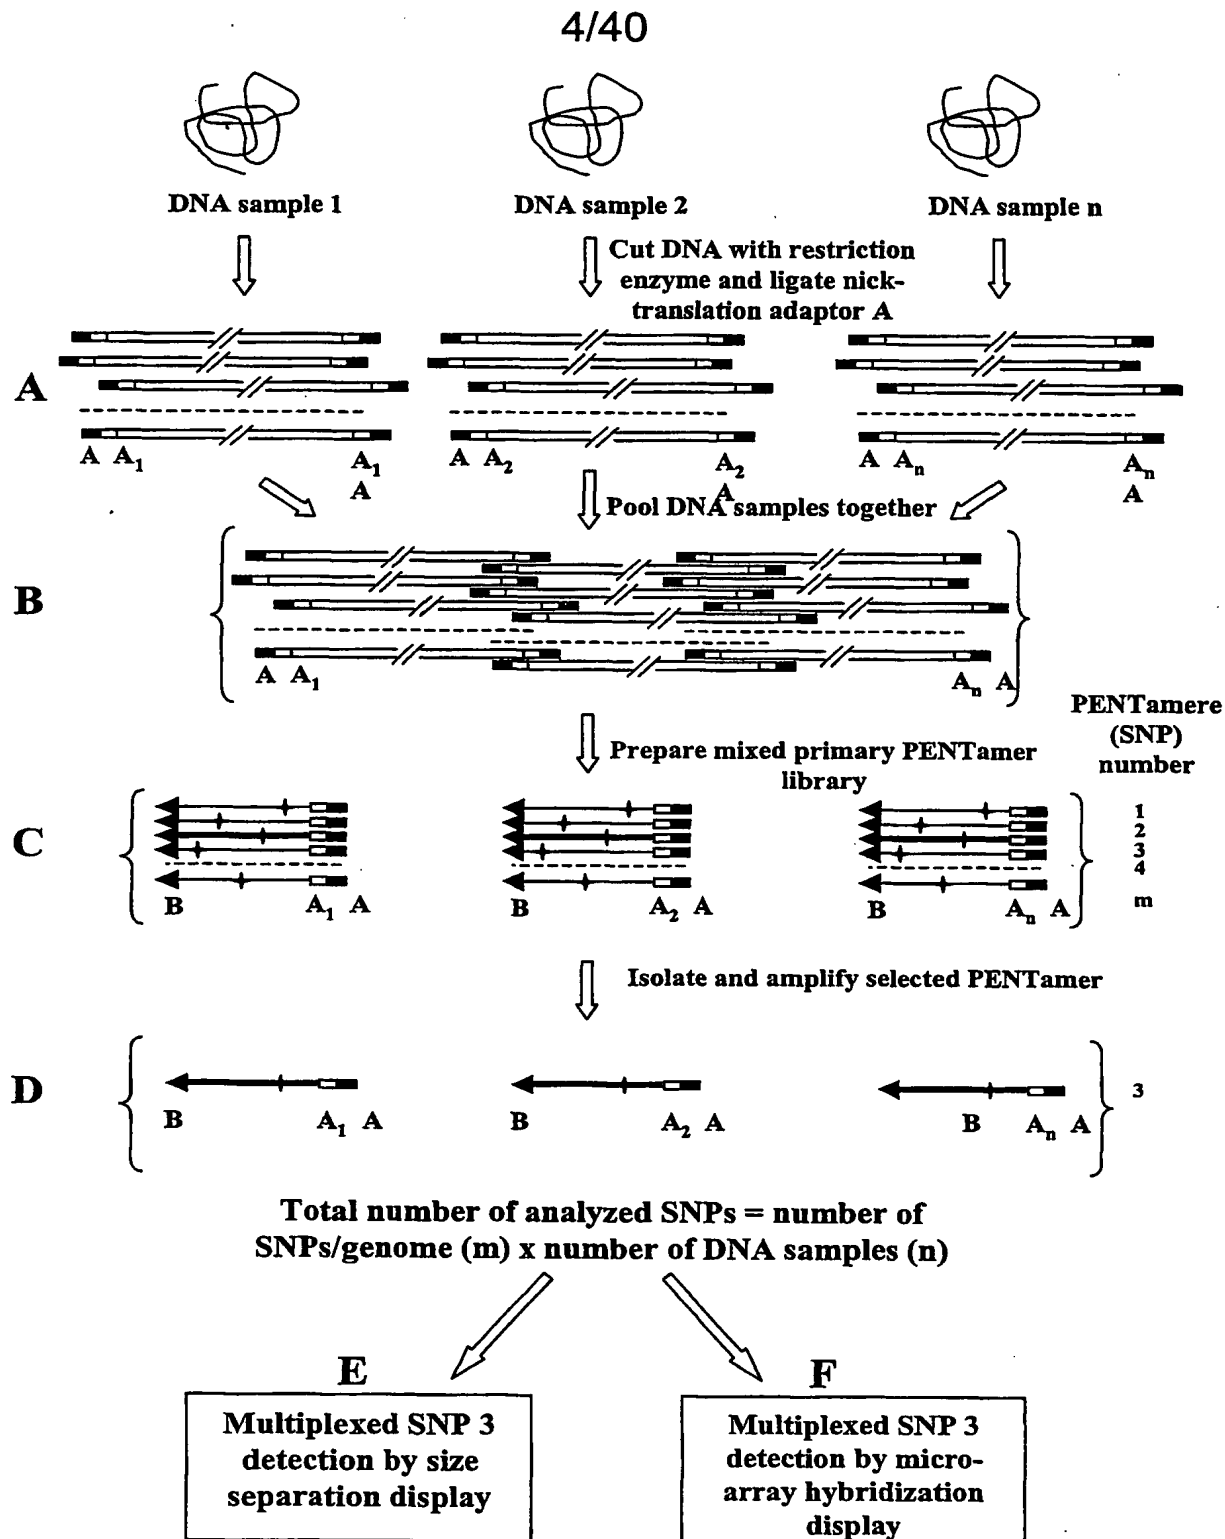 4/40
DNA sample 1
DNA sample 2
DNA sample n
Cut DNA with restriction
enzyme and ligate nick-
translation adaptor A
A
A A₁ A₁
A
A A₂ A₂
A
A Aₙ Aₙ
A
Pool DNA samples together
B
A A₁
Aₙ A
PENTamere
(SNP)
number
Prepare mixed primary PENTamer
library
C
1
2
3
4
m
B A₁ A
B A₂ A
B Aₙ A
Isolate and amplify selected PENTamer
D
3
B A₁ A
B A₂ A
B Aₙ A
Total number of analyzed SNPs = number of
SNPs/genome (m) x number of DNA samples (n)
E
Multiplexed SNP 3
detection by size
separation display
F
Multiplexed SNP 3
detection by micro-
array hybridization
display